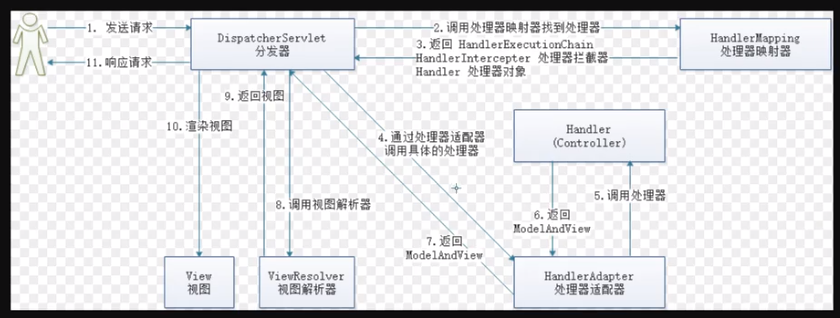 1. 发送请求
11.响应请求
DispatcherServlet
分发器
2.调用处理器映射器找到处理器
3.返回 HandlerExecutionChain
HandlerIntercepter 处理器拦截器
Handler 处理器对象
HandlerMapping
处理器映射器
9.返回视图
10.渲染视图
4.通过处理器适配器
调用具体的处理器
Handler
(Controller)
5.调用处理器
6.返回
ModelAndView
8.调用视图解析器
7.返回
ModelAndView
View
视图
ViewResolver
视图解析器
HandlerAdapter
处理器适配器